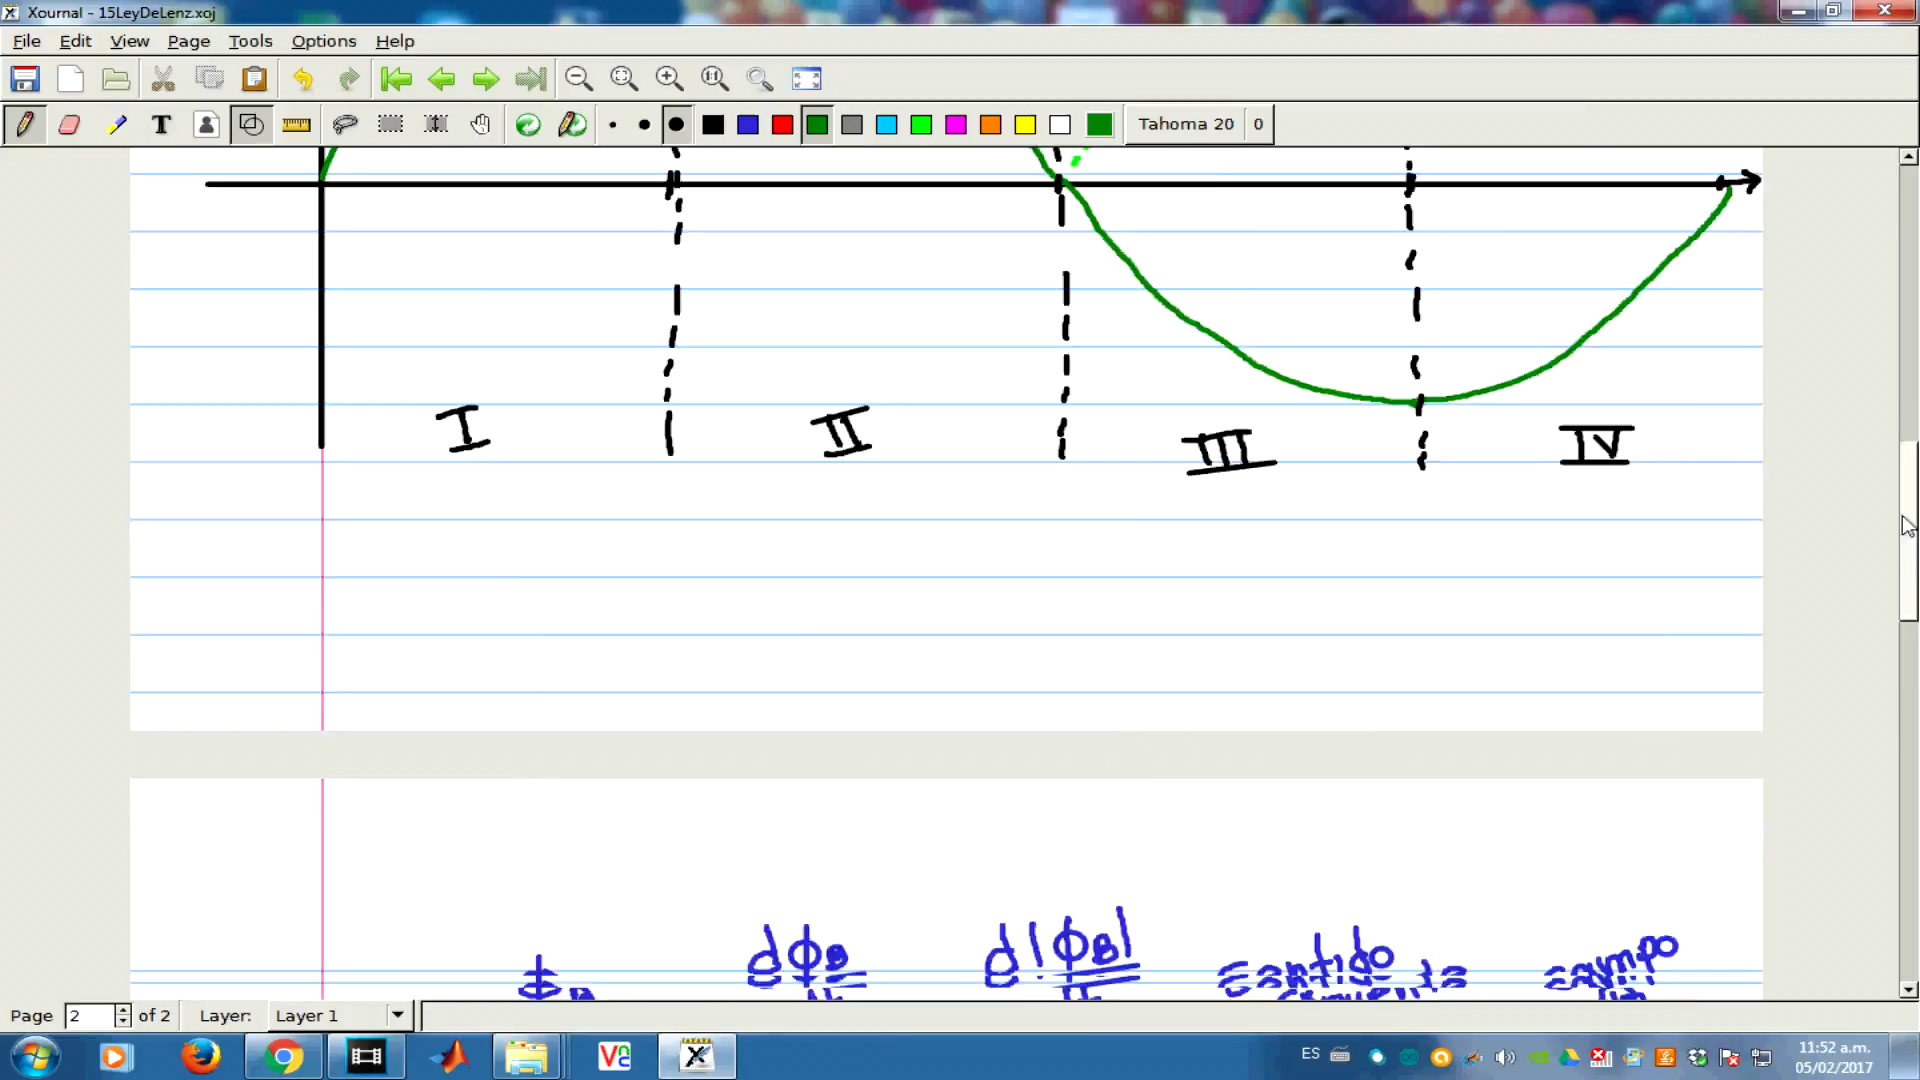 Xournal - 15LeyDeLenz.xoj
File Edit View Page Tools Options Help
Tahoma 20 0
I II III IV
dΦB d|ΦB| sentido campo
ΦB
Page 2 of 2 Layer: Layer 1
ES
11:52 a.m.
05/02/2017